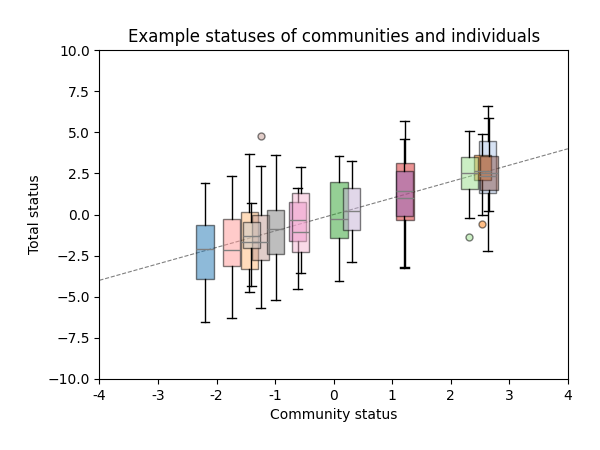 Example statuses of communities and individuals
10.0
7.5
5.0
2.5
0.0
−2.5
−5.0
−7.5
−10.0
Total status
-4 -3 -2 -1 0 1 2 3 4
Community status